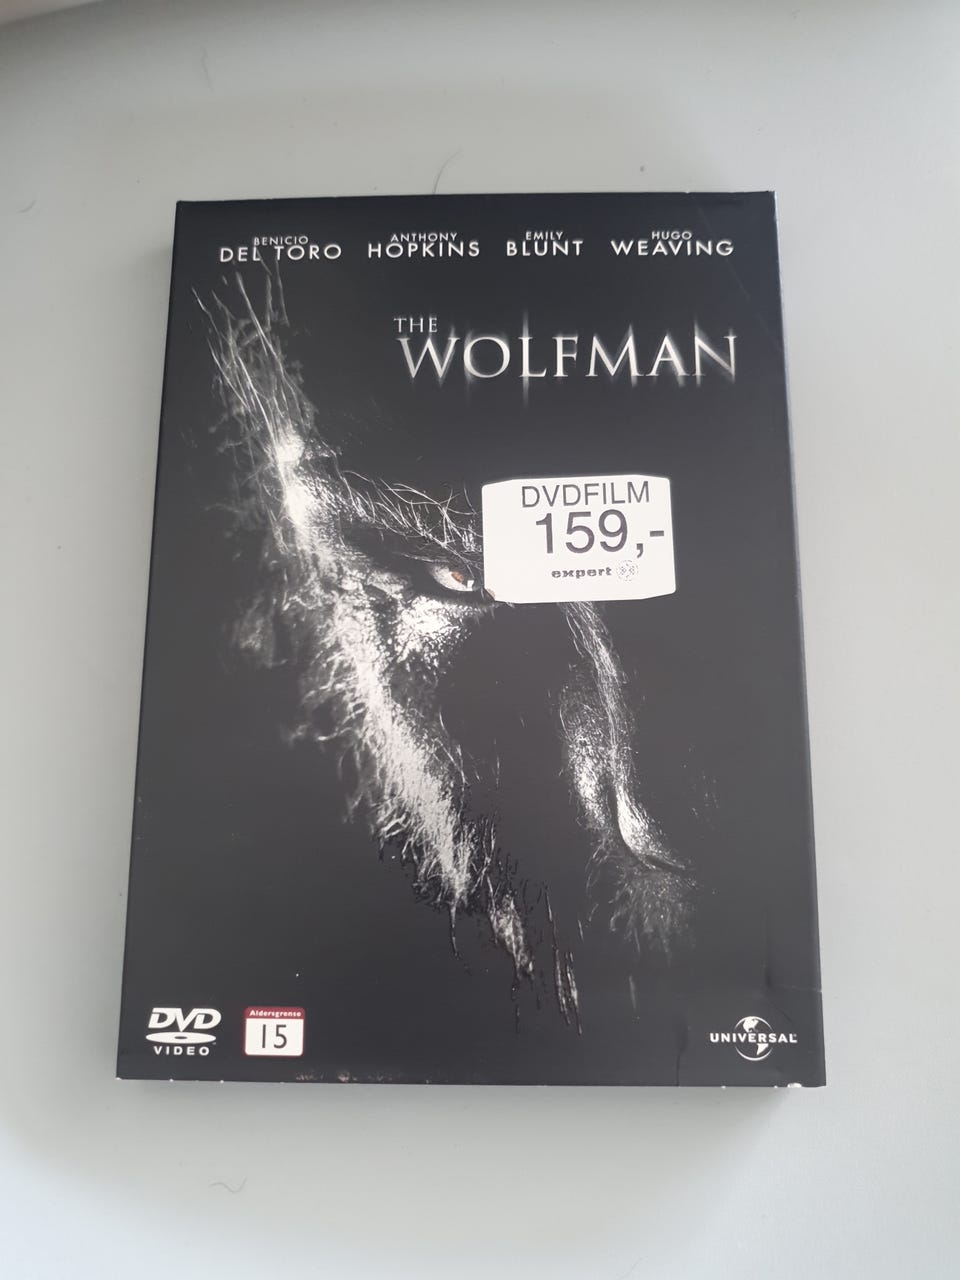 BENICIO DEL TORO
ANTHONY HOPKINS
EMILY BLUNT
HUGO WEAVING
THE
WOLFMAN
DVDFILM
159,-
expert
DVD
VIDEO
Aldersgrense
15
UNIVERSAL